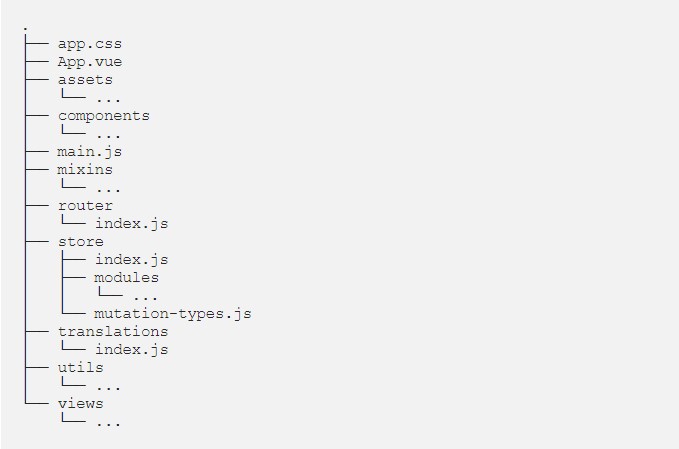 .
├── app.css
├── App.vue
├── assets
│   └── ...
├── components
│   └── ...
├── main.js
├── mixins
│   └── ...
├── router
│   └── index.js
├── store
│   ├── index.js
│   ├── modules
│   │   └── ...
│   └── mutation-types.js
├── translations
│   └── index.js
├── utils
│   └── ...
└── views
    └── ...